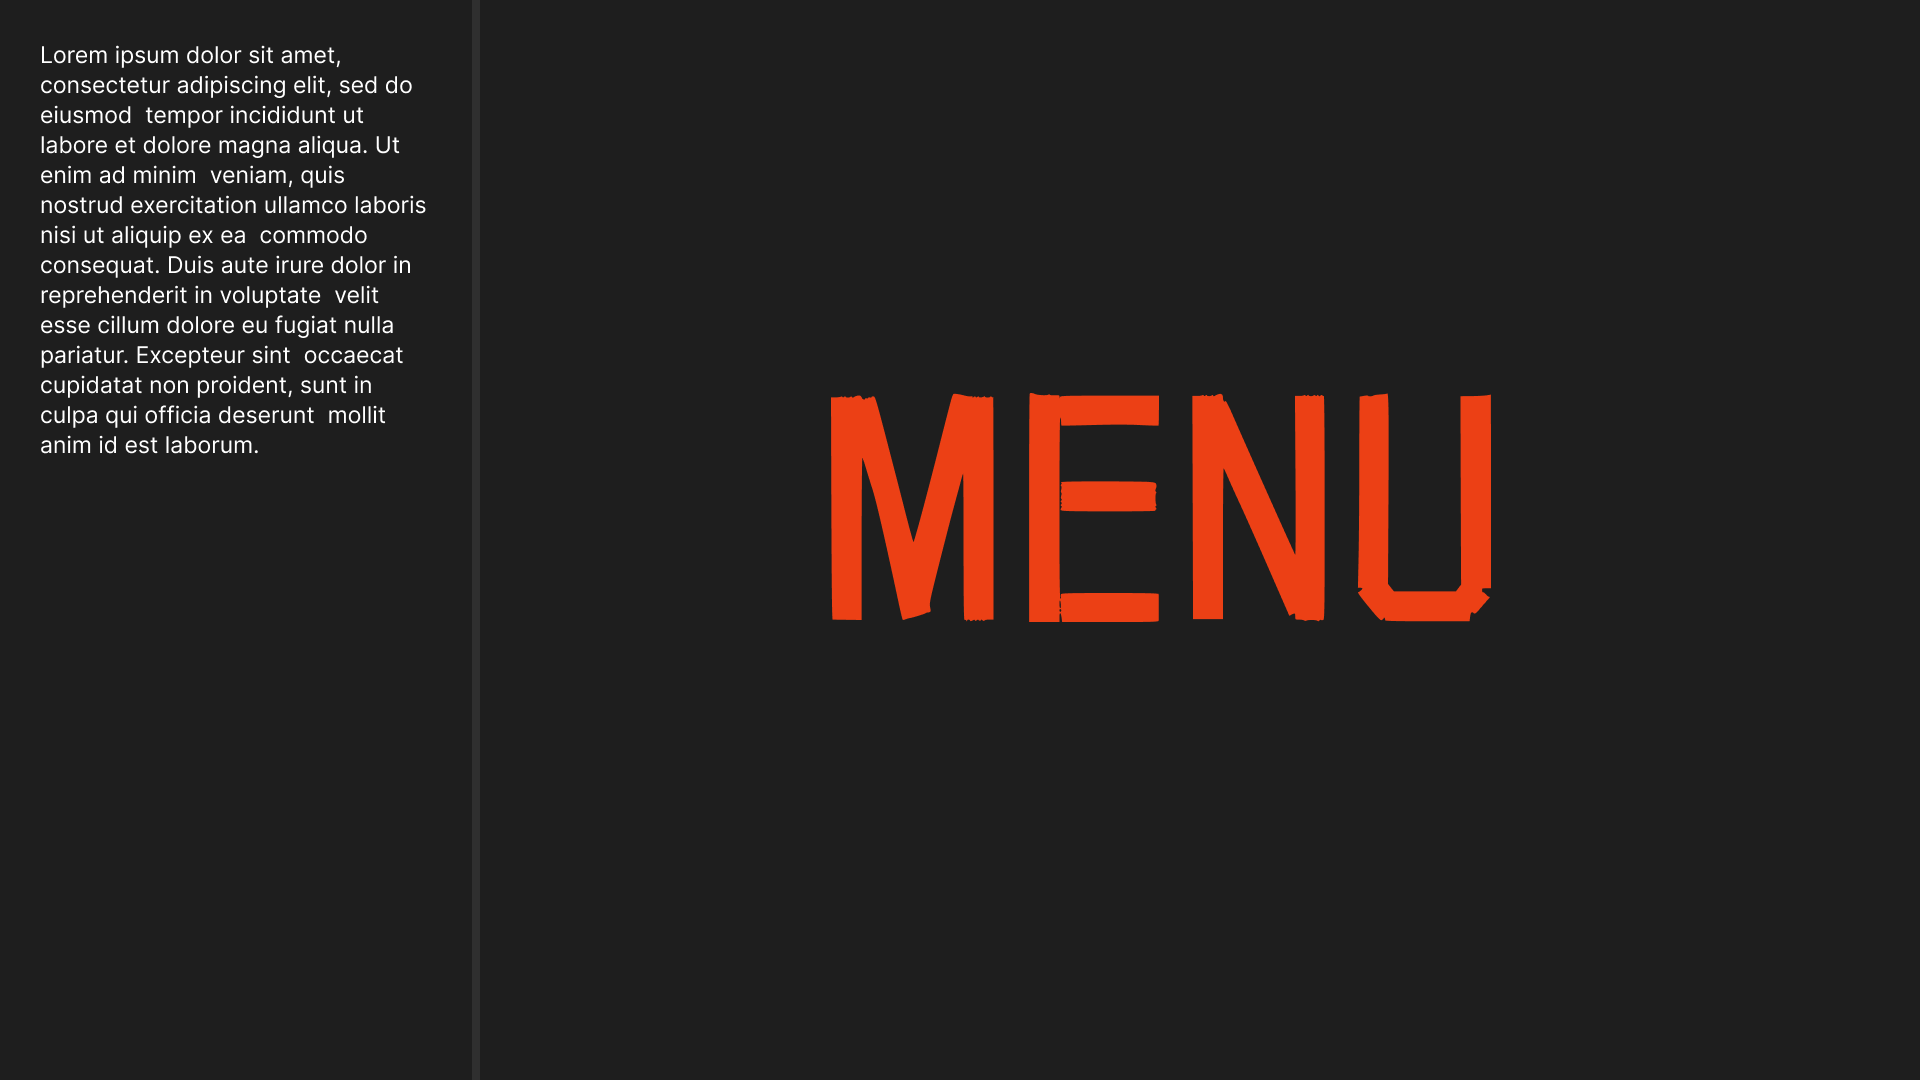 Lorem ipsum dolor sit amet,
consectetur adipiscing elit, sed do
eiusmod  tempor incididunt ut
labore et dolore magna aliqua. Ut
enim ad minim  veniam, quis
nostrud exercitation ullamco laboris
nisi ut aliquip ex ea  commodo
consequat. Duis aute irure dolor in
reprehenderit in voluptate  velit
esse cillum dolore eu fugiat nulla
pariatur. Excepteur sint  occaecat
cupidatat non proident, sunt in
culpa qui officia deserunt  mollit
anim id est laborum.
MENU